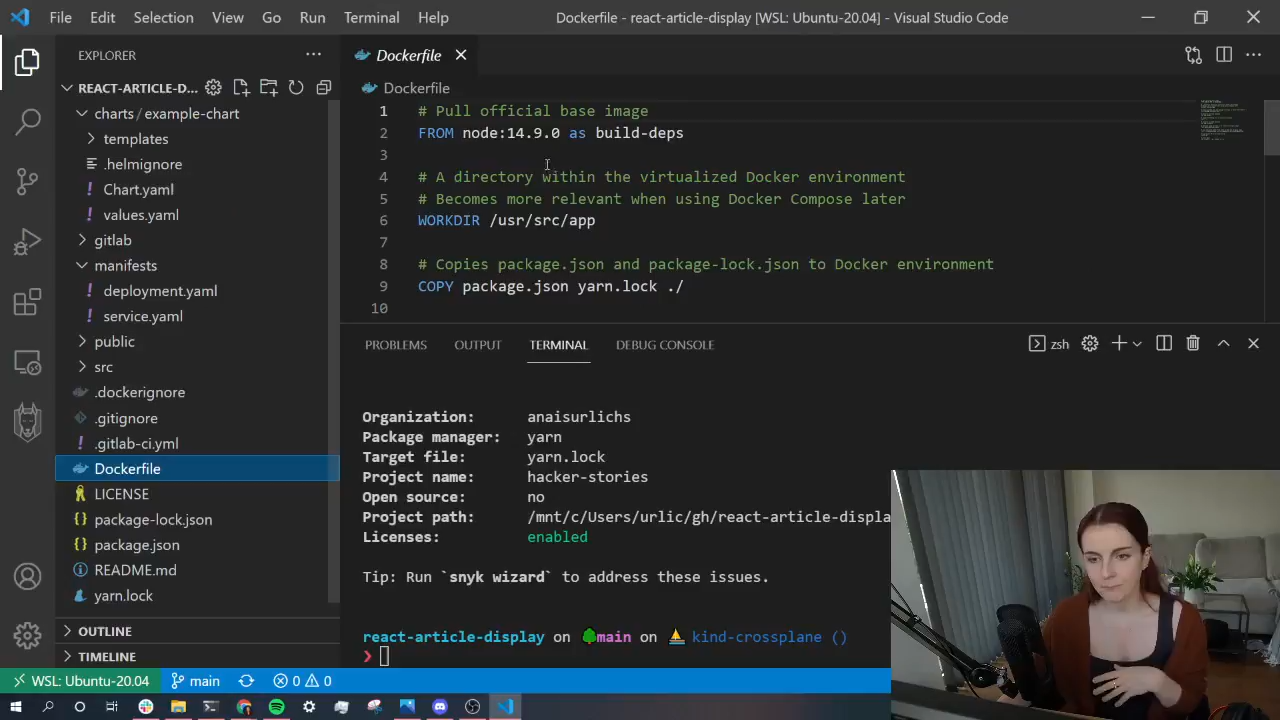 File Edit Selection View Go Run Terminal Help Dockerfile - react-article-display [WSL: Ubuntu-20.04] - Visual Studio Code
EXPLORER
REACT-ARTICLE-D...
charts / example-chart
templates
.helmignore
Chart.yaml
values.yaml
gitlab
manifests
deployment.yaml
service.yaml
public
src
.dockerignore
.gitignore
.gitlab-ci.yml
Dockerfile
LICENSE
package-lock.json
package.json
README.md
yarn.lock
OUTLINE
TIMELINE
Dockerfile
Dockerfile
1 # Pull official base image
2 FROM node:14.9.0 as build-deps
3
4 # A directory within the virtualized Docker environment
5 # Becomes more relevant when using Docker Compose later
6 WORKDIR /usr/src/app
7
8 # Copies package.json and package-lock.json to Docker environment
9 COPY package.json yarn.lock ./
10
PROBLEMS OUTPUT TERMINAL DEBUG CONSOLE zsh
Organization: anaisurlichs
Package manager: yarn
Target file: yarn.lock
Project name: hacker-stories
Open source: no
Project path: /mnt/c/Users/urlic/gh/react-article-displa
Licenses: enabled
Tip: Run `snyk wizard` to address these issues.
react-article-display on main on kind-crossplane ()
❯
WSL: Ubuntu-20.04 main 0 0